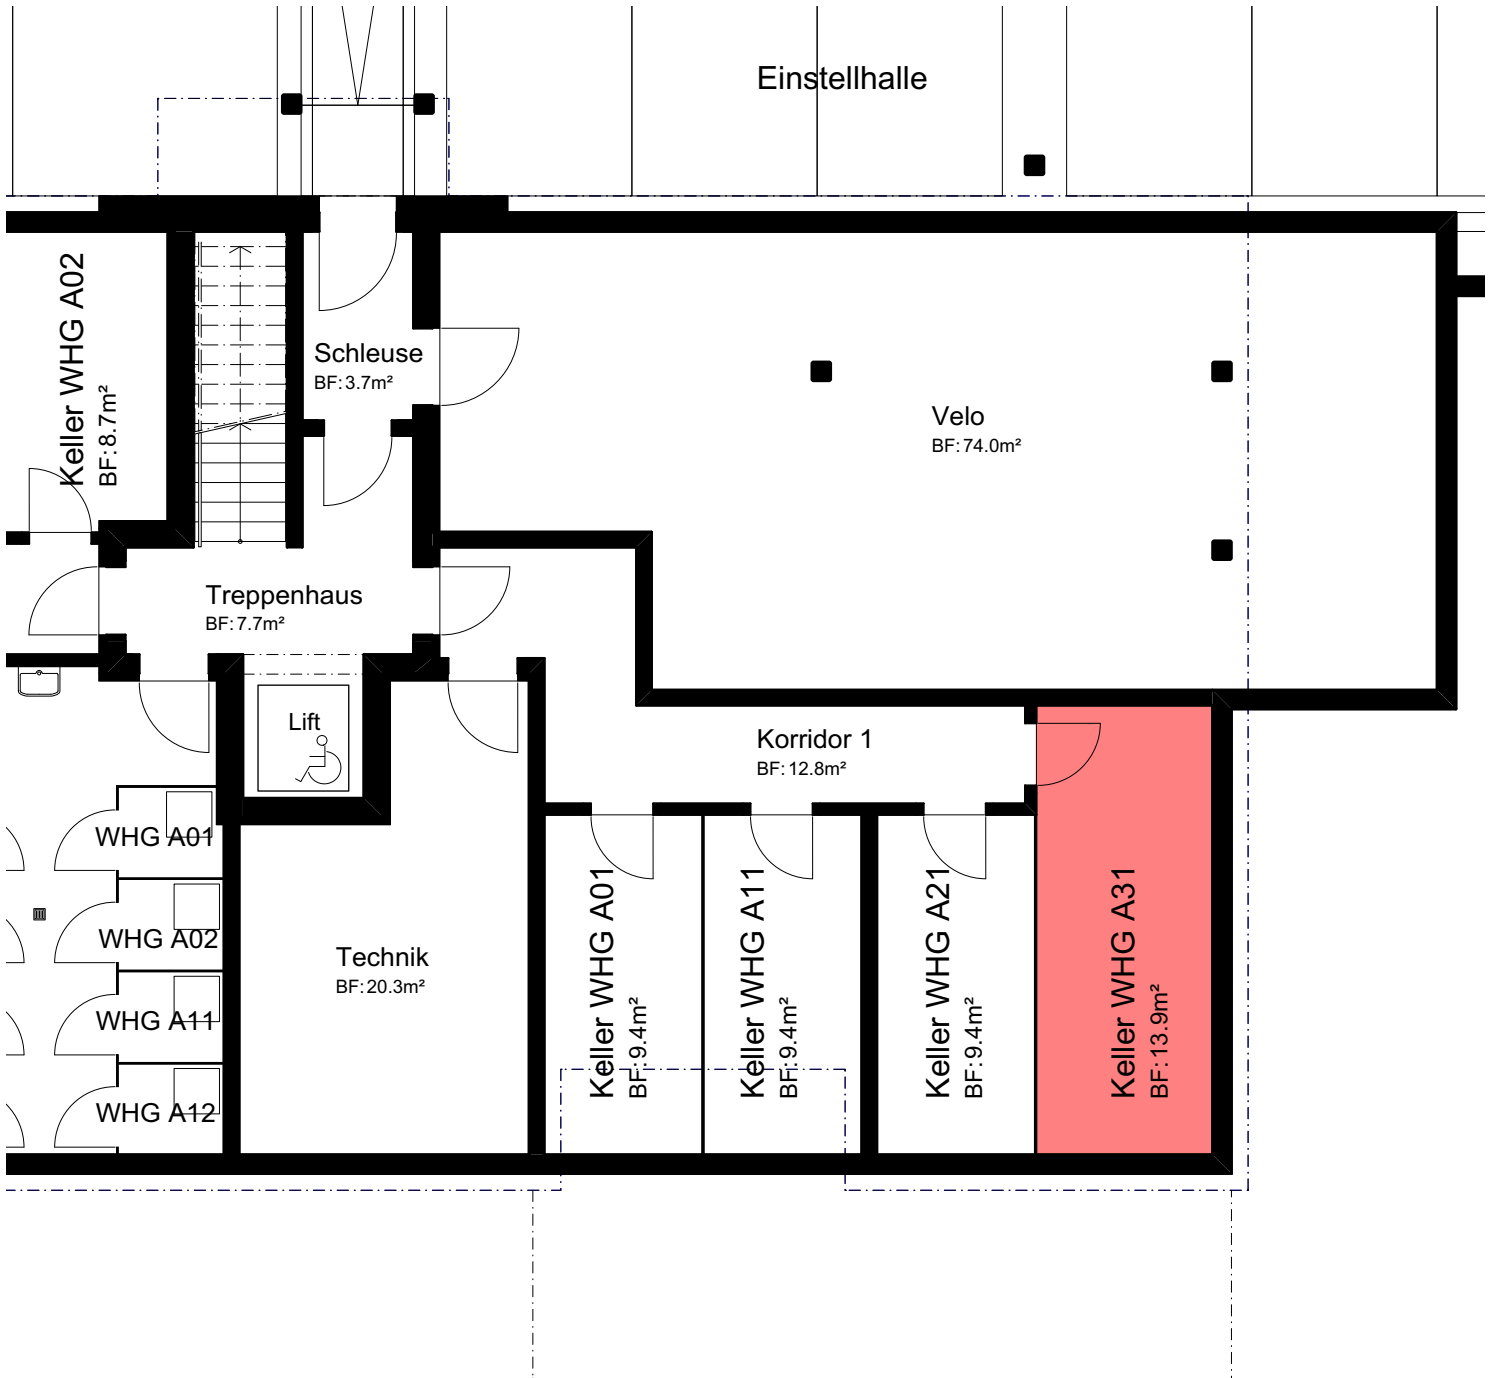 Einstellhalle
Keller WHG A02
BF: 8.7m²
Schleuse
BF: 3.7m²
Velo
BF: 74.0m²
Treppenhaus
BF: 7.7m²
Lift
Korridor 1
BF: 12.8m²
WHG A01
WHG A02
WHG A11
WHG A12
Technik
BF: 20.3m²
Keller WHG A01
BF: 9.4m²
Keller WHG A11
BF: 9.4m²
Keller WHG A21
BF: 9.4m²
Keller WHG A31
BF: 13.9m²